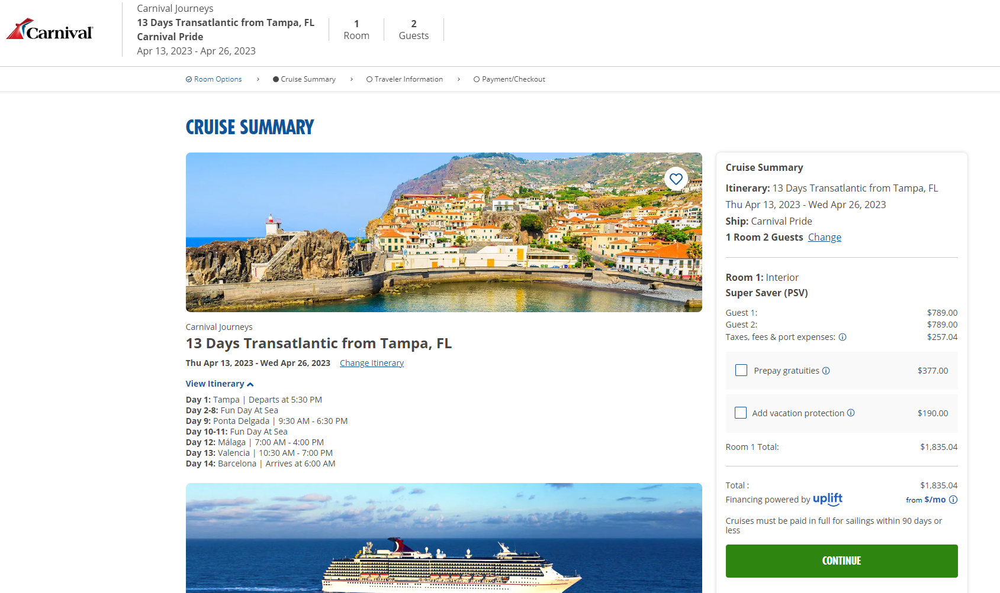 Carnival
Carnival Journeys
13 Days Transatlantic from Tampa, FL
Carnival Pride
Apr 13, 2023 - Apr 26, 2023
1
Room
2
Guests
Room Options > Cruise Summary > Traveler Information > Payment/Checkout
CRUISE SUMMARY
Carnival Journeys
13 Days Transatlantic from Tampa, FL
Thu Apr 13, 2023 - Wed Apr 26, 2023 Change Itinerary
View Itinerary
Day 1: Tampa | Departs at 5:30 PM
Day 2-8: Fun Day At Sea
Day 9: Ponta Delgada | 9:30 AM - 6:30 PM
Day 10-11: Fun Day At Sea
Day 12: Málaga | 7:00 AM - 4:00 PM
Day 13: Valencia | 10:30 AM - 7:00 PM
Day 14: Barcelona | Arrives at 6:00 AM
Cruise Summary
Itinerary: 13 Days Transatlantic from Tampa, FL
Thu Apr 13, 2023 - Wed Apr 26, 2023
Ship: Carnival Pride
1 Room 2 Guests Change
Room 1: Interior
Super Saver (PSV)
Guest 1: $789.00
Guest 2: $789.00
Taxes, fees & port expenses: $257.04
Prepay gratuities $377.00
Add vacation protection $190.00
Room 1 Total: $1,835.04
Total : $1,835.04
Financing powered by uplift from $/mo
Cruises must be paid in full for sailings within 90 days or
less
CONTINUE